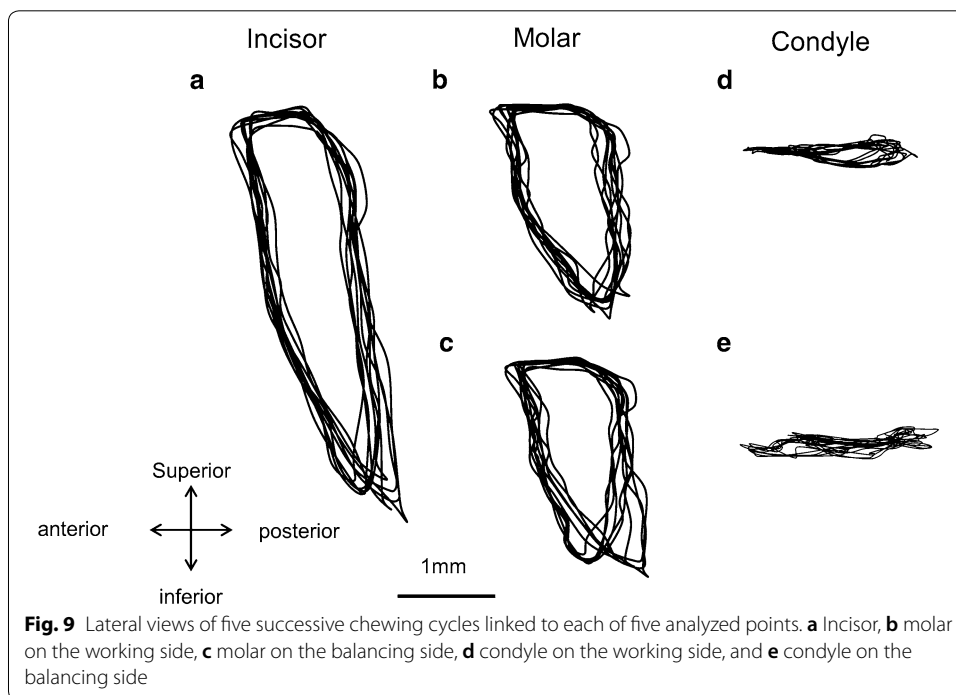 Incisor
Molar
Condyle
a
b
d
c
e
Superior
anterior
posterior
inferior
1mm
Fig. 9 Lateral views of five successive chewing cycles linked to each of five analyzed points. a Incisor, b molar
on the working side, c molar on the balancing side, d condyle on the working side, and e condyle on the
balancing side